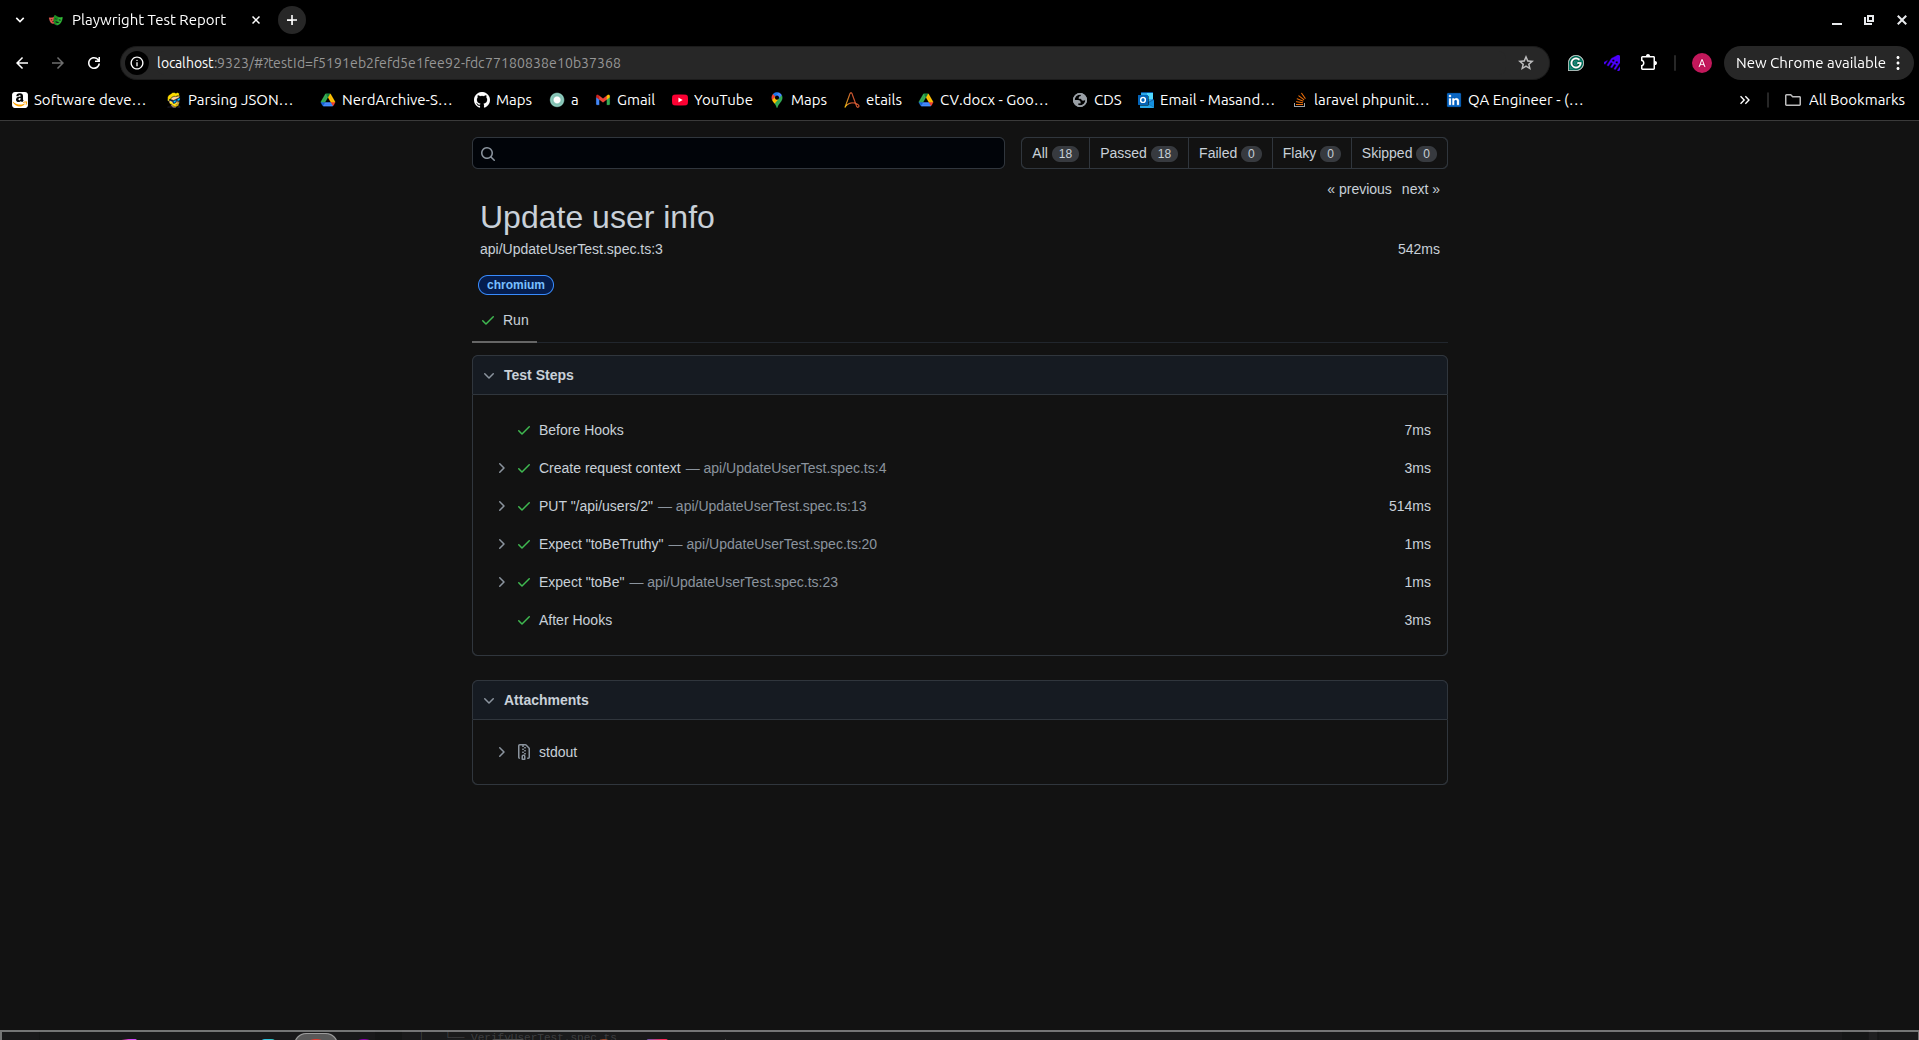 Playwright Test Report
localhost:9323/#?testId=f5191eb2fefd5e1fee92-fdc77180838e10b37368
A
New Chrome available
Software deve...
Parsing JSON...
NerdArchive-S...
Maps
a
Gmail
YouTube
Maps
etails
CV.docx - Goo...
CDS
Email - Masand...
laravel phpunit...
QA Engineer - (...
»
All Bookmarks
All 18
Passed 18
Failed 0
Flaky 0
Skipped 0
« previous next »
Update user info
api/UpdateUserTest.spec.ts:3
542ms
chromium
Run
Test Steps
Before Hooks 7ms
Create request context — api/UpdateUserTest.spec.ts:4 3ms
PUT "/api/users/2" — api/UpdateUserTest.spec.ts:13 514ms
Expect "toBeTruthy" — api/UpdateUserTest.spec.ts:20 1ms
Expect "toBe" — api/UpdateUserTest.spec.ts:23 1ms
After Hooks 3ms
Attachments
stdout
VerifyUserTest.spec.ts